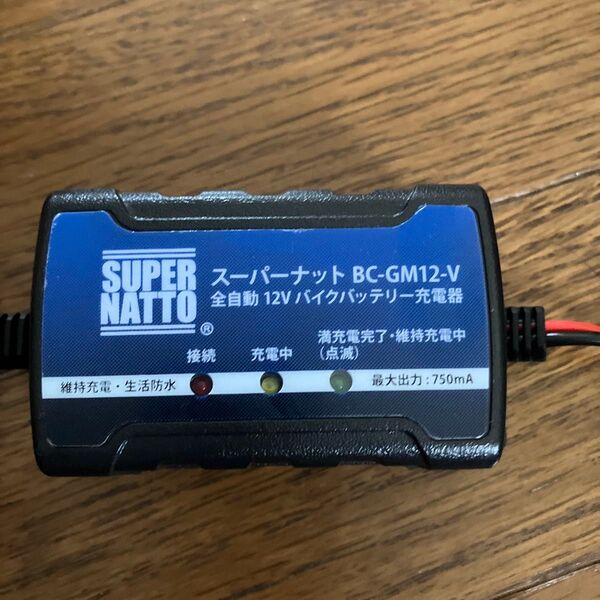 SUPER
NATTO
®
スーパーナット BC-GM12-V
全自動 12V バイクバッテリー充電器
接続
充電中
満充電完了・維持充電中
(点滅)
維持充電・生活防水
最大出力：750mA